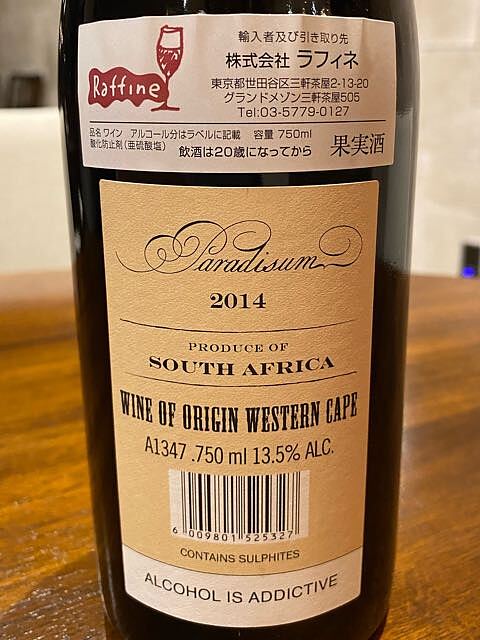 Raffine
輸入者及び引き取り先
株式会社 ラフィネ
東京都世田谷区三軒茶屋2-13-20
グランドメゾン三軒茶屋505
Tel:03-5779-0127
品名 ワイン アルコール分はラベルに記載 容量 750ml
酸化防止剤(亜硫酸塩) 飲酒は20歳になってから 果実酒
Paradisum
2014
PRODUCE OF
SOUTH AFRICA
WINE OF ORIGIN WESTERN CAPE
A1347 .750 ml 13.5% ALC.
6 009801 525327
CONTAINS SULPHITES
ALCOHOL IS ADDICTIVE